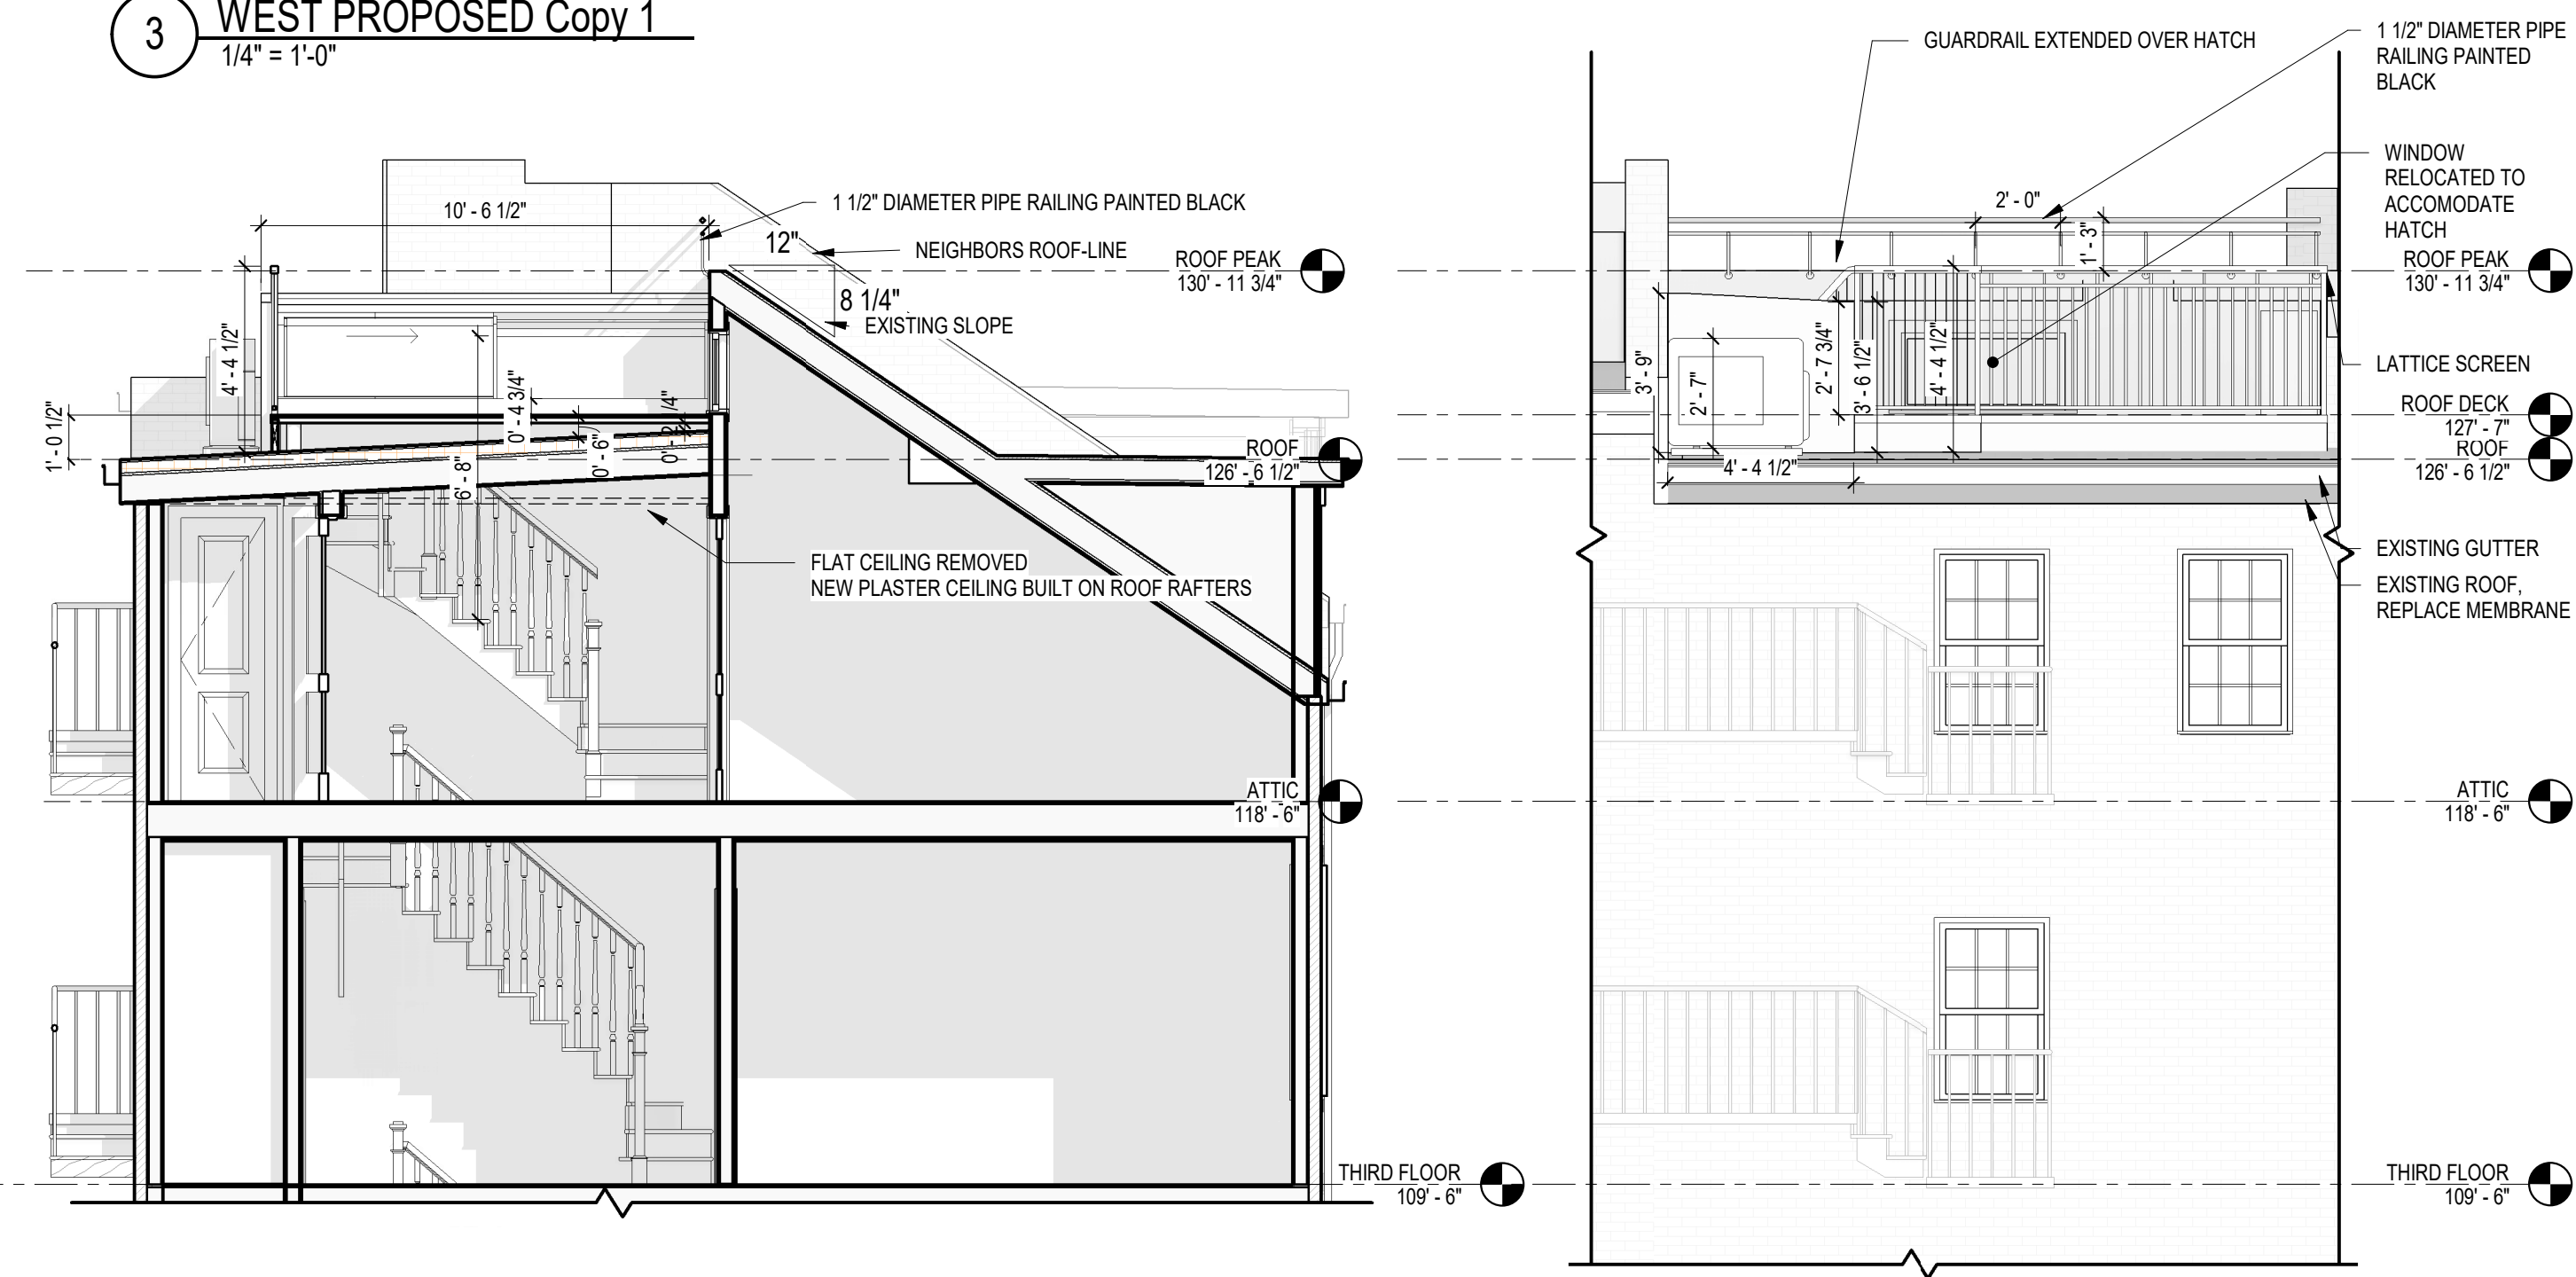 3
WEST PROPOSED Copy 1
1/4" = 1'-0"
10' - 6 1/2"
1 1/2" DIAMETER PIPE RAILING PAINTED BLACK
12"
NEIGHBORS ROOF-LINE
ROOF PEAK
130' - 11 3/4"
8 1/4"
EXISTING SLOPE
4' - 4 1/2"
1' - 0 1/2"
0' - 4 3/4"
0' - 6"
6' - 8"
ROOF
126' - 6 1/2"
FLAT CEILING REMOVED
NEW PLASTER CEILING BUILT ON ROOF RAFTERS
ATTIC
118' - 6"
THIRD FLOOR
109' - 6"
GUARDRAIL EXTENDED OVER HATCH
1 1/2" DIAMETER PIPE
RAILING PAINTED
BLACK
WINDOW
RELOCATED TO
ACCOMODATE
HATCH
2' - 0"
1' - 3"
ROOF PEAK
130' - 11 3/4"
3' - 9"
2' - 7"
2' - 7 3/4"
3' - 6 1/2"
4' - 4 1/2"
LATTICE SCREEN
ROOF DECK
127' - 7"
ROOF
126' - 6 1/2"
4' - 4 1/2"
EXISTING GUTTER
EXISTING ROOF,
REPLACE MEMBRANE
ATTIC
118' - 6"
THIRD FLOOR
109' - 6"